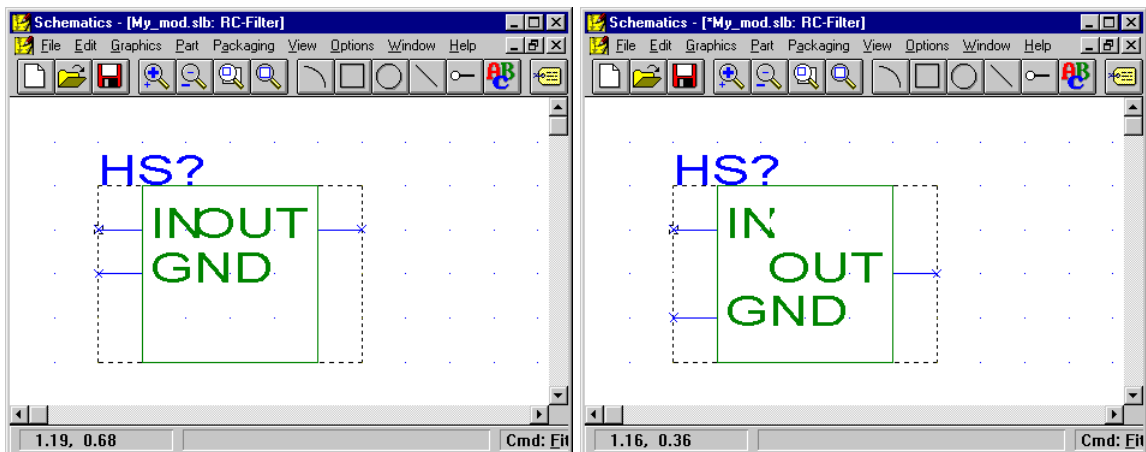 Schematics - [My_mod.slb: RC-Filter]
File Edit Graphics Part Packaging View Options Window Help
ABC
HS?
IN OUT
GND
1.19, 0.68 Cmd: Fit
Schematics - [*My_mod.slb: RC-Filter]
File Edit Graphics Part Packaging View Options Window Help
ABC
HS?
IN
OUT
GND
1.16, 0.36 Cmd: Fit